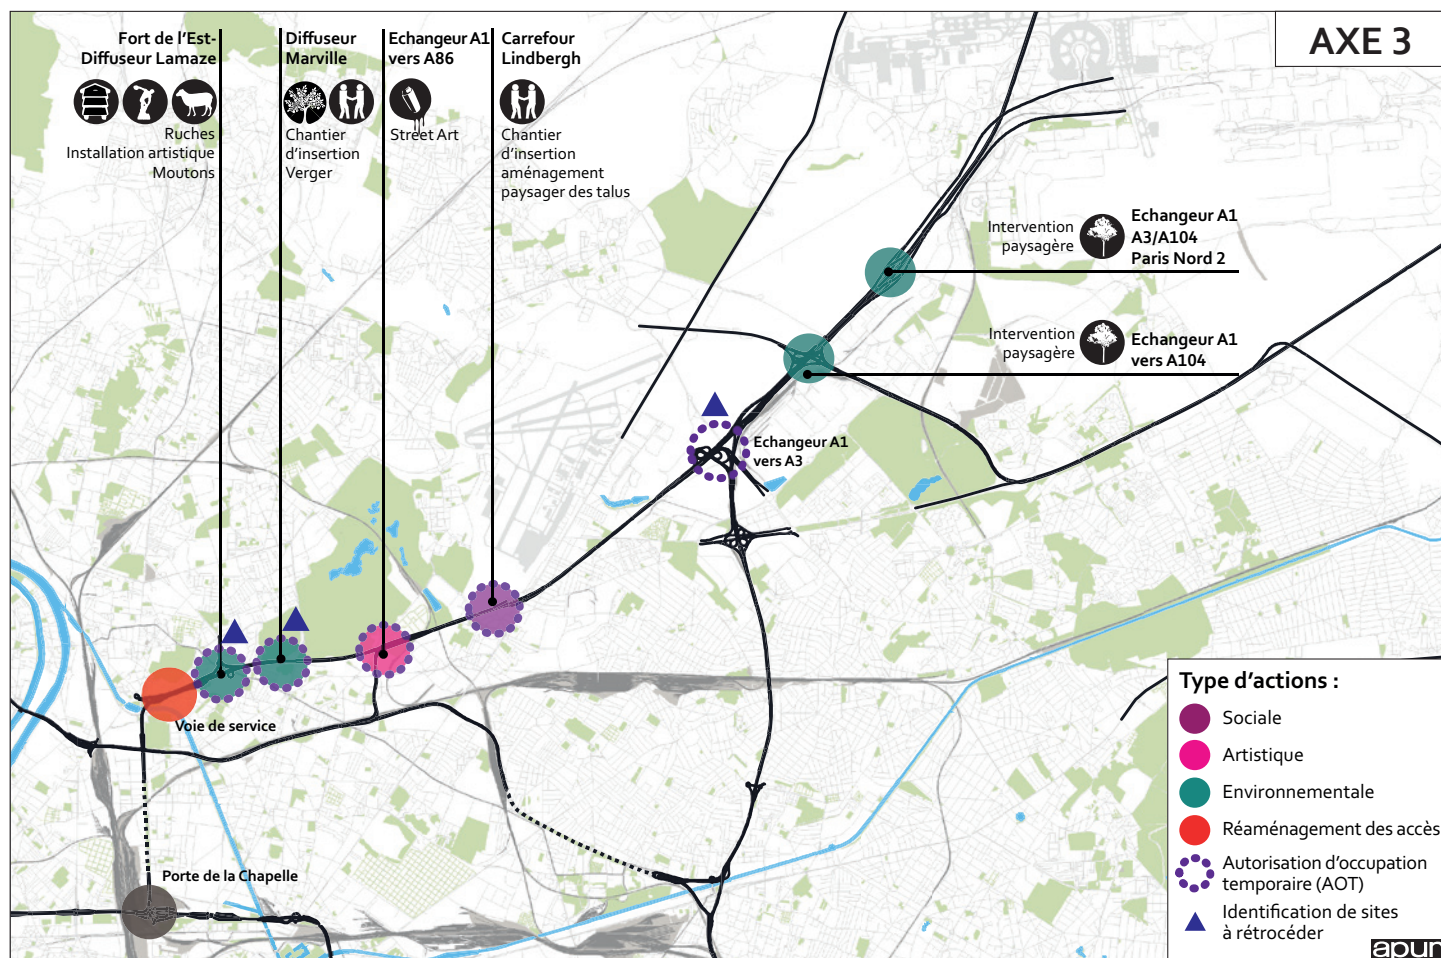 AXE 3
Fort de l'Est-
Diffuseur Lamaze
Ruches
Installation artistique
Moutons
Diffuseur
Marville
Chantier
d'insertion
Verger
Echangeur A1
vers A86
Street Art
Carrefour
Lindbergh
Chantier
d'insertion
aménagement
paysager des talus
Intervention
paysagère
Echangeur A1
A3/A104
Paris Nord 2
Intervention
paysagère
Echangeur A1
vers A104
Echangeur A1
vers A3
Voie de service
Porte de la Chapelle
Type d'actions :
Sociale
Artistique
Environnementale
Réaménagement des accès
Autorisation d'occupation
temporaire (AOT)
Identification de sites
à rétrocéder
apur